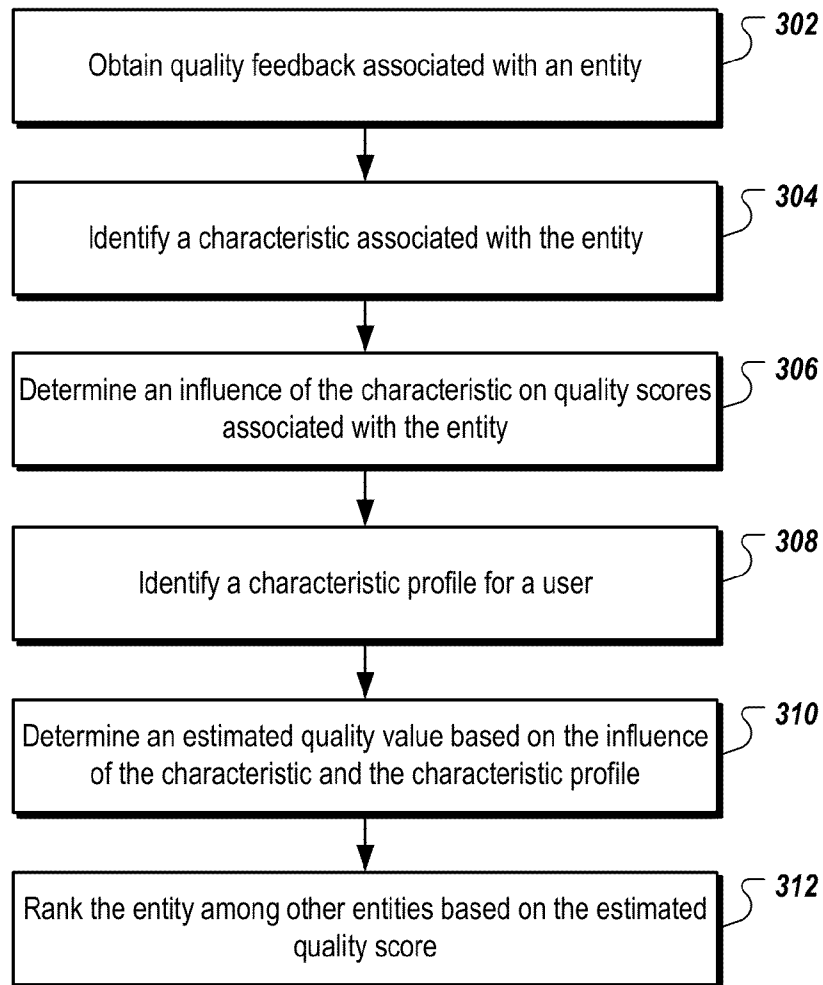 302
Obtain quality feedback associated with an entity
304
Identify a characteristic associated with the entity
306
Determine an influence of the characteristic on quality scores
associated with the entity
308
Identify a characteristic profile for a user
310
Determine an estimated quality value based on the influence
of the characteristic and the characteristic profile
312
Rank the entity among other entities based on the estimated
quality score